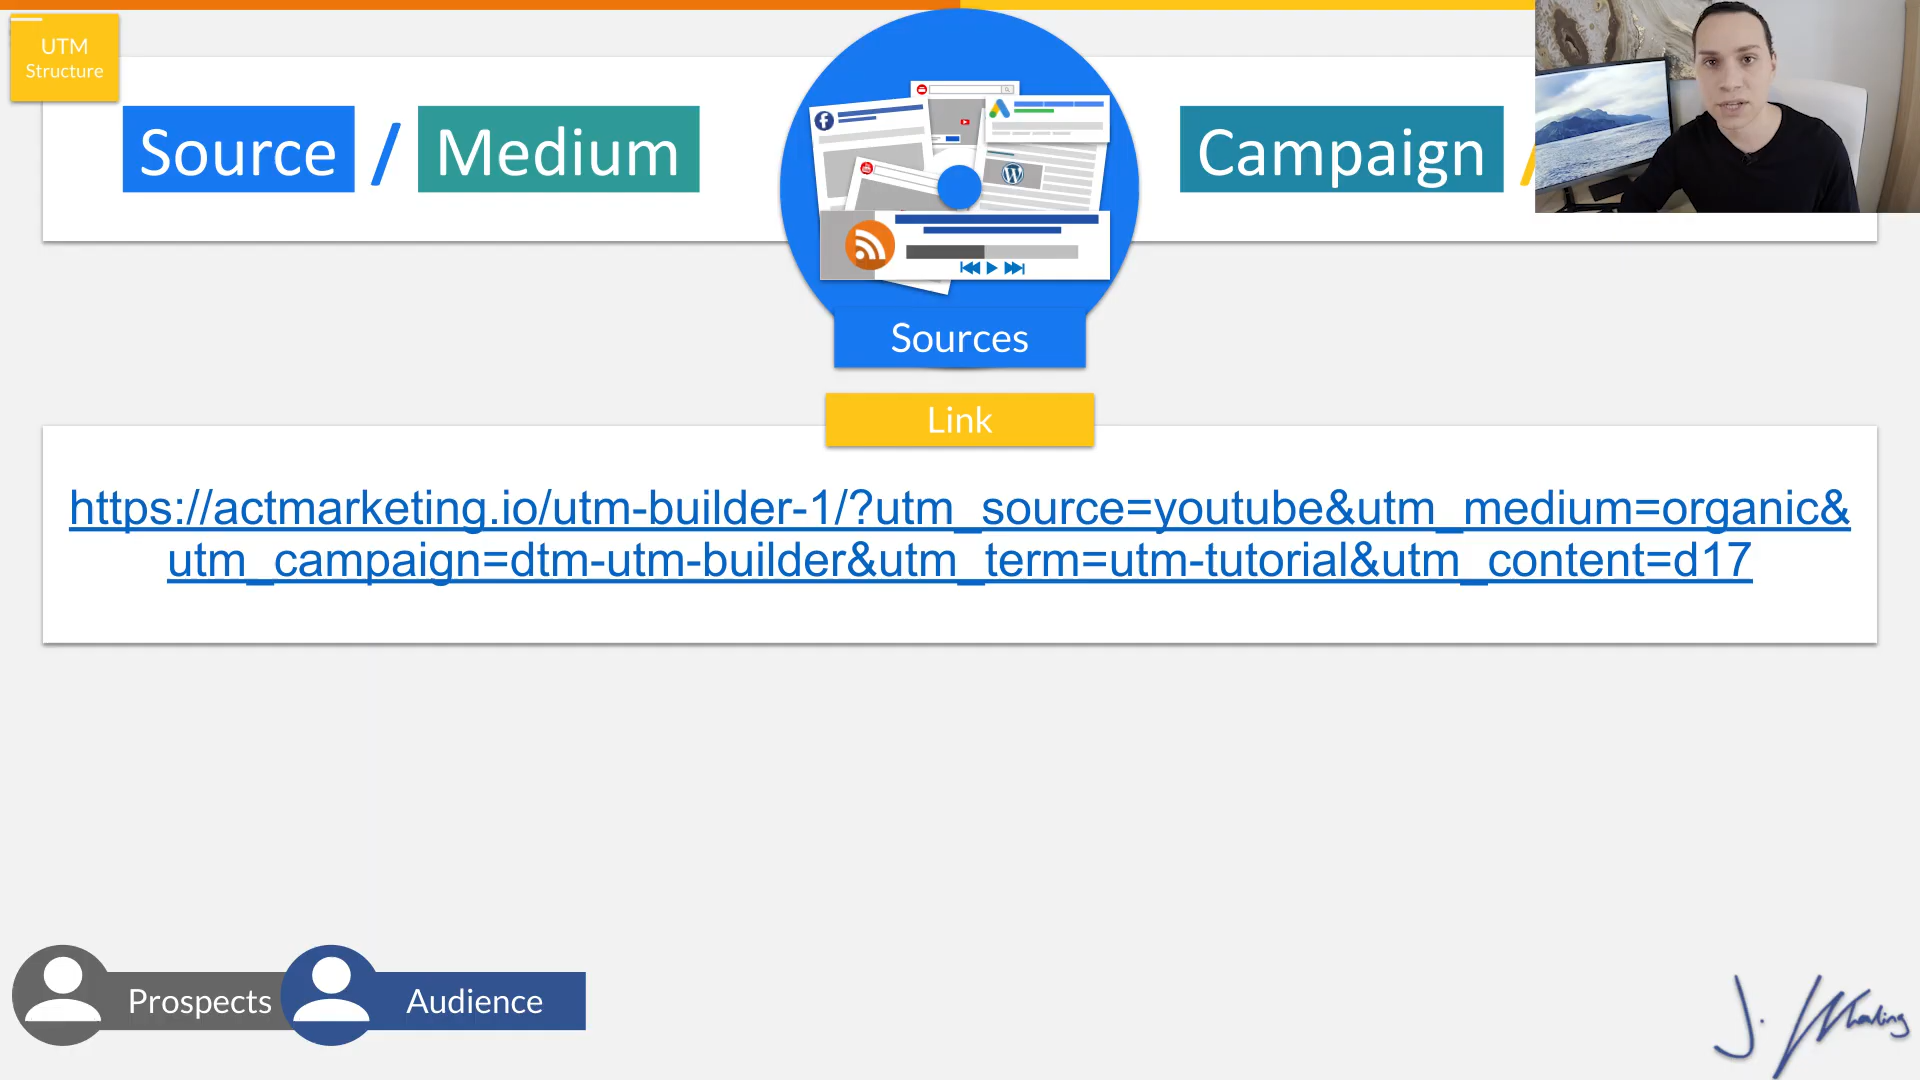 UTM
Structure
Source / Medium
Campaign /
Sources
Link
https://actmarketing.io/utm-builder-1/?utm_source=youtube&utm_medium=organic&
utm_campaign=dtm-utm-builder&utm_term=utm-tutorial&utm_content=d17
Prospects
Audience